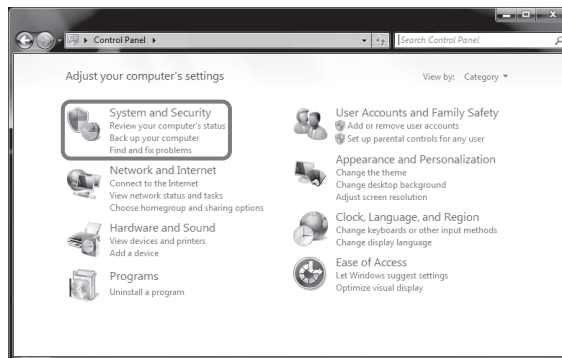 Control Panel
Search Control Panel
Adjust your computer's settings
View by: Category
System and Security
Review your computer's status
Back up your computer
Find and fix problems
Network and Internet
Connect to the Internet
View network status and tasks
Choose homegroup and sharing options
Hardware and Sound
View devices and printers
Add a device
Programs
Uninstall a program
User Accounts and Family Safety
Add or remove user accounts
Set up parental controls for any user
Appearance and Personalization
Change the theme
Change desktop background
Adjust screen resolution
Clock, Language, and Region
Change keyboards or other input methods
Change display language
Ease of Access
Let Windows suggest settings
Optimize visual display